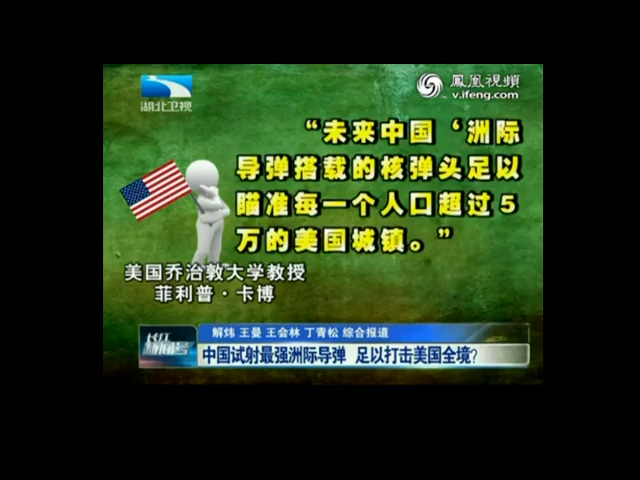 湖北卫视
鳳凰視頻
v.ifeng.com
“未来中国‘洲际
导弹搭载的核弹头足以
瞄准每一个人口超过5
万的美国城镇。”
美国乔治敦大学教授
菲利普·卡博
长江
新闻号
解炜 王曼 王会林 丁青松 综合报道
中国试射最强洲际导弹 足以打击美国全境?